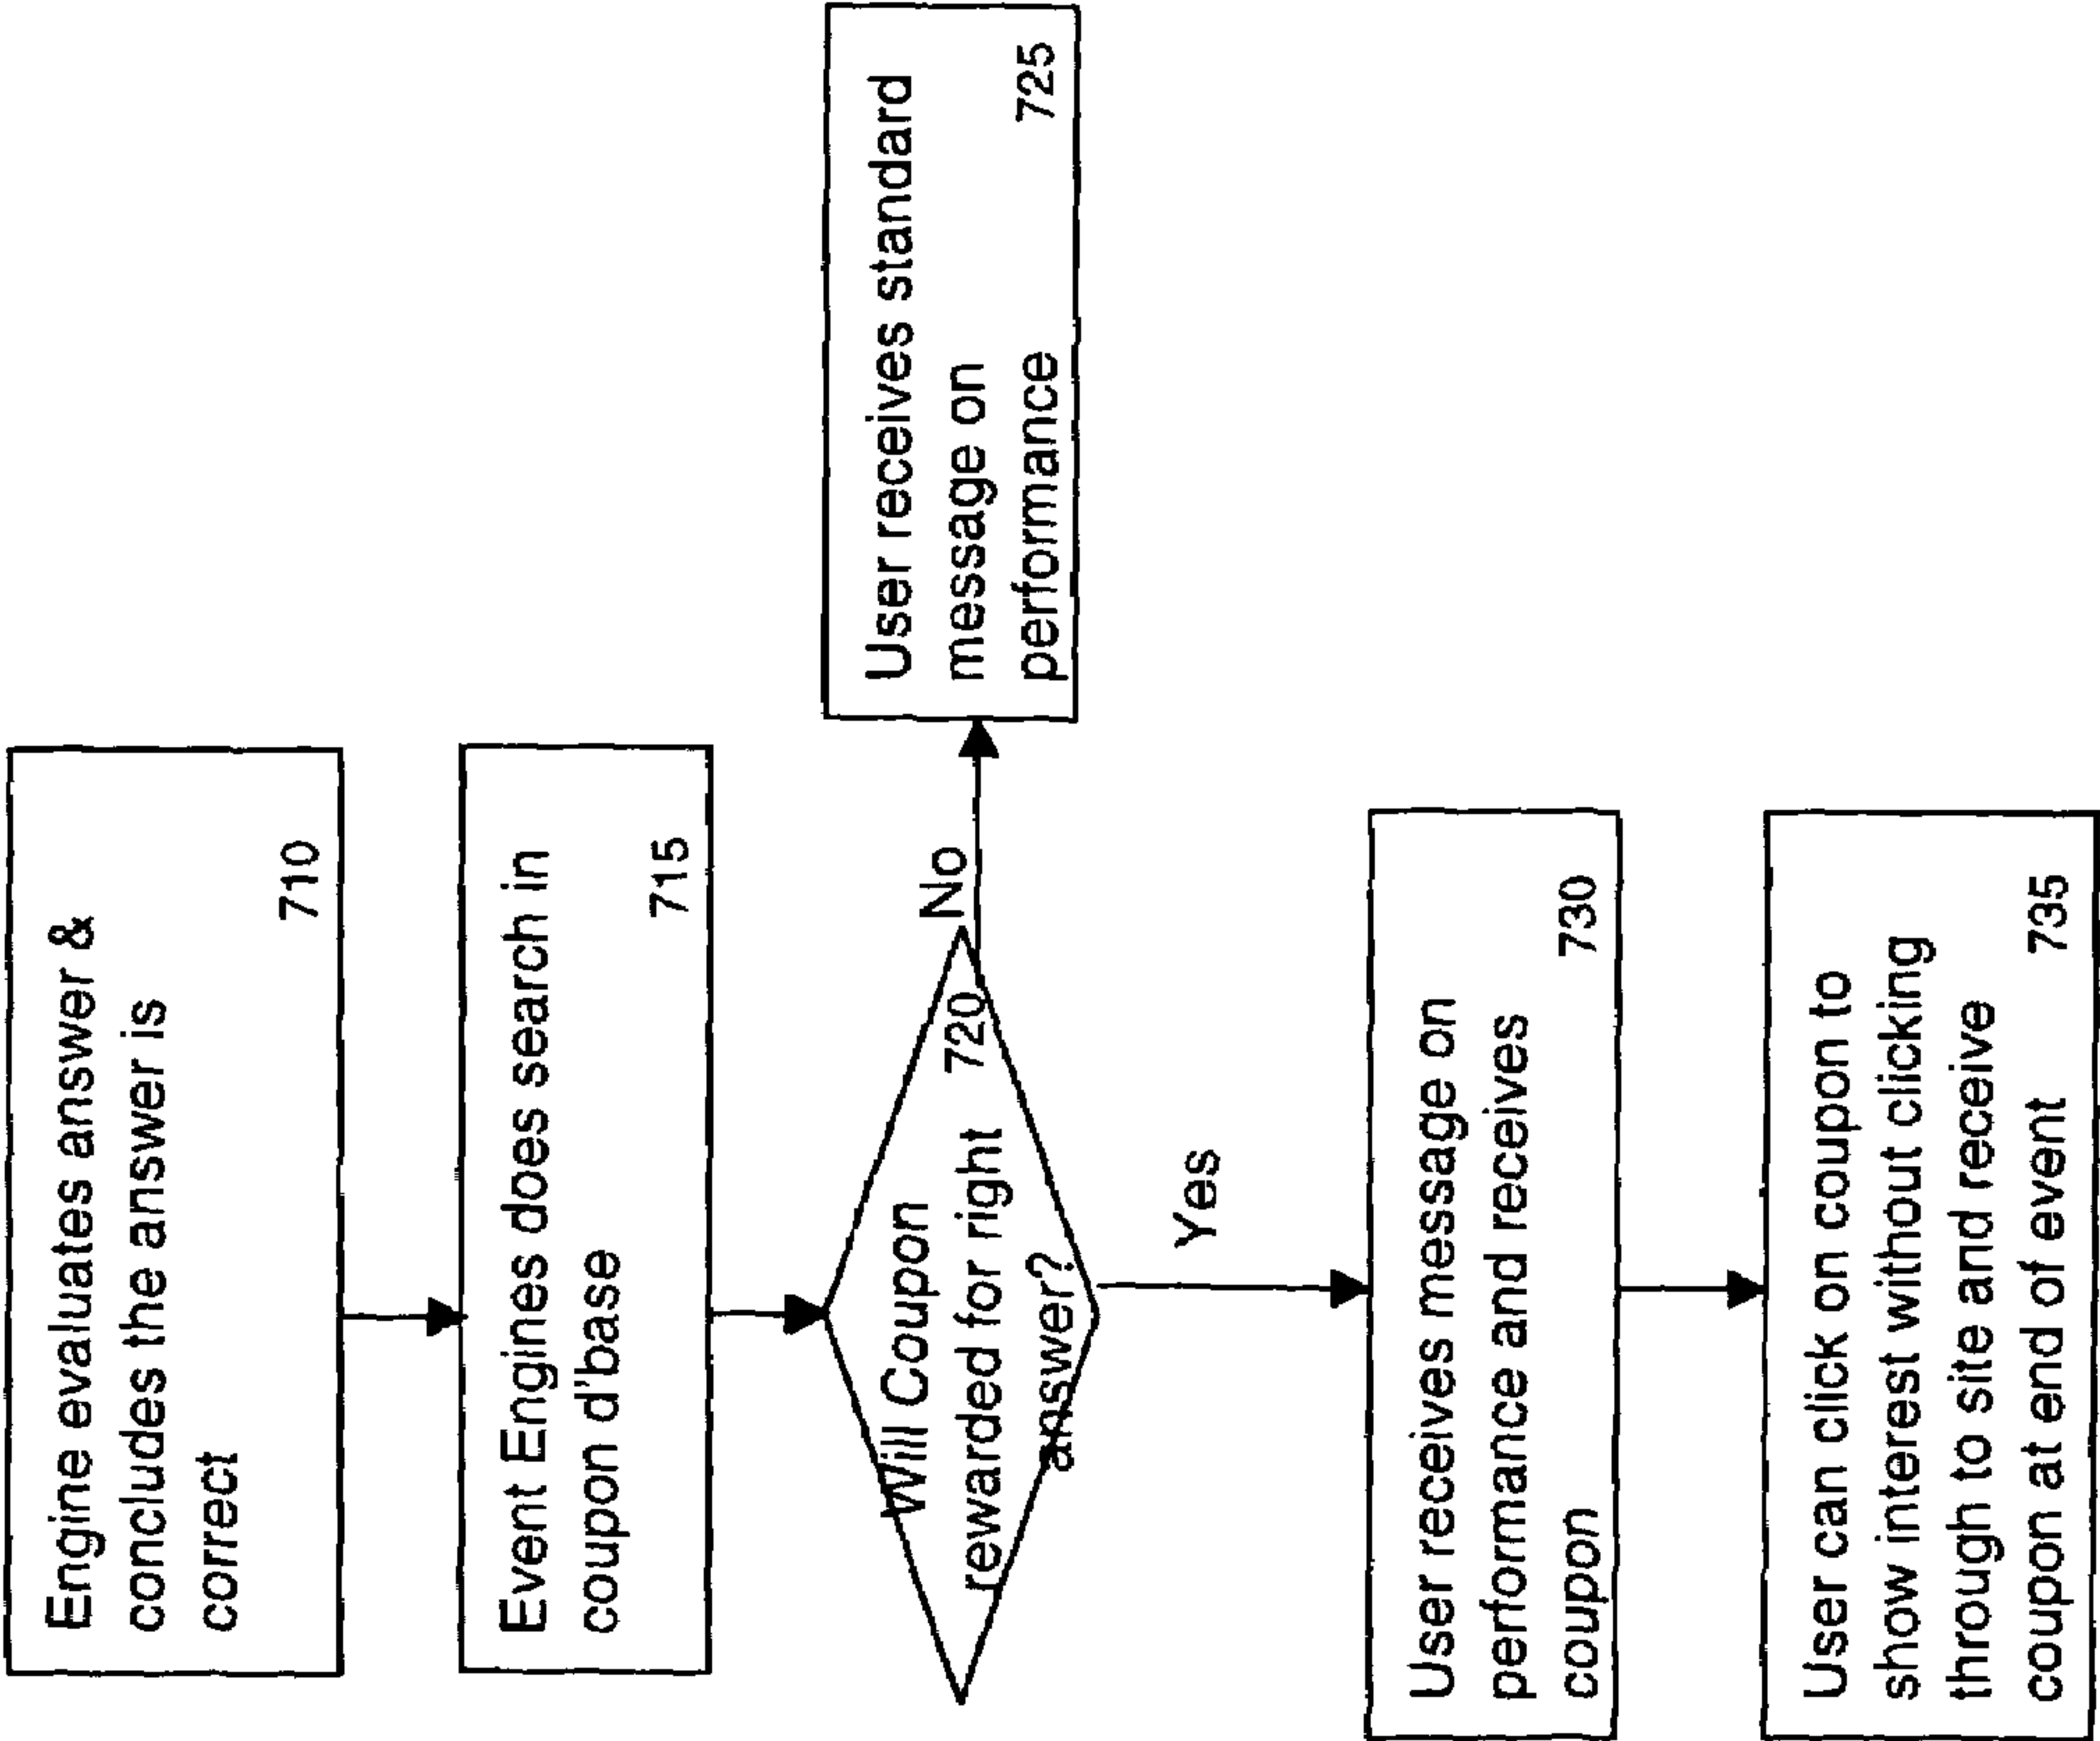 Engine evaluates answer &
concludes the answer is
correct
710
Event Engines does search in
coupon d'base
715
Will Coupon
rewarded for right
answer?
720
No
User receives standard
message on
performance
725
Yes
User receives message on
performance and receives
coupon
730
User can click on coupon to
show interest without clicking
through to site and receive
coupon at end of event
735